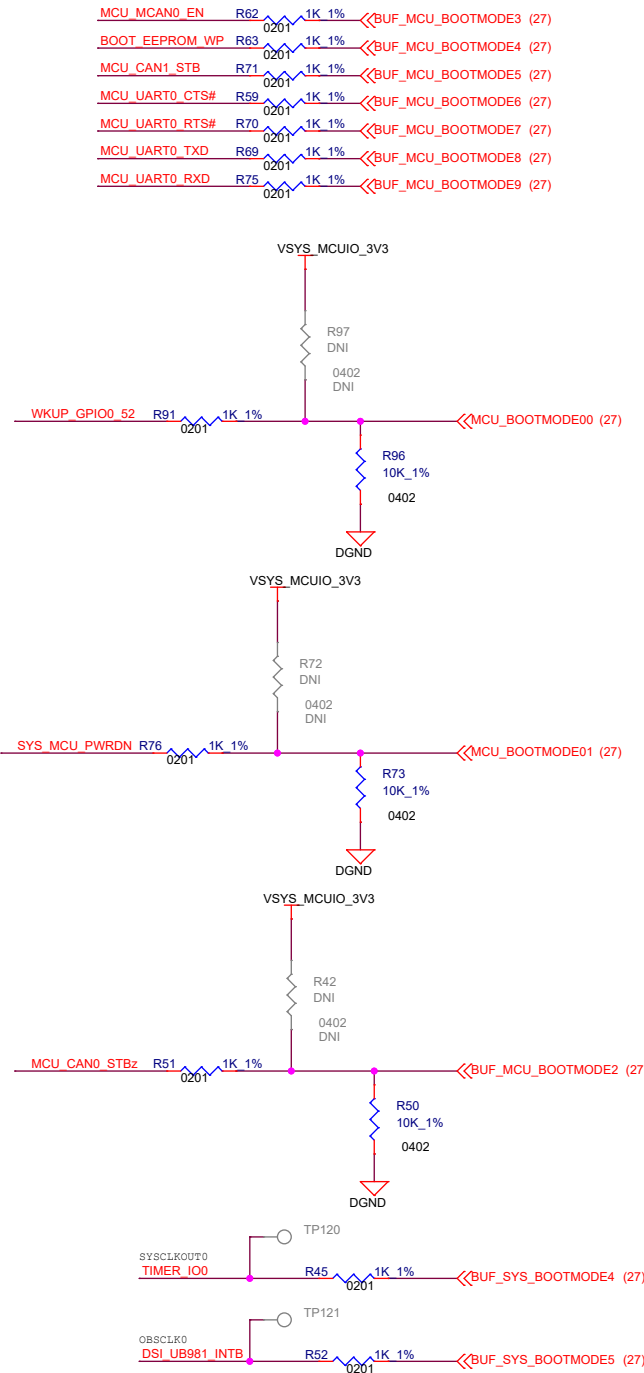 MCU_MCAN0_EN R62 1K_1% BUF_MCU_BOOTMODE3 (27)
0201
BOOT_EEPROM_WP R63 1K_1% BUF_MCU_BOOTMODE4 (27)
0201
MCU_CAN1_STB R71 1K_1% BUF_MCU_BOOTMODE5 (27)
0201
MCU_UART0_CTS# R59 1K_1% BUF_MCU_BOOTMODE6 (27)
0201
MCU_UART0_RTS# R70 1K_1% BUF_MCU_BOOTMODE7 (27)
0201
MCU_UART0_TXD R69 1K_1% BUF_MCU_BOOTMODE8 (27)
0201
MCU_UART0_RXD R75 1K_1% BUF_MCU_BOOTMODE9 (27)
0201
VSYS_MCUIO_3V3
R97
DNI
0402
DNI
WKUP_GPIO0_52 R91 1K_1% MCU_BOOTMODE00 (27)
0201
R96
10K_1%
0402
DGND
VSYS_MCUIO_3V3
R72
DNI
0402
DNI
SYS_MCU_PWRDN R76 1K_1% MCU_BOOTMODE01 (27)
0201
R73
10K_1%
0402
DGND
VSYS_MCUIO_3V3
R42
DNI
0402
DNI
MCU_CAN0_STBz R51 1K_1% BUF_MCU_BOOTMODE2 (27
0201
R50
10K_1%
0402
DGND
TP120
SYSCLKOUT0
TIMER_IO0 R45 1K_1% BUF_SYS_BOOTMODE4 (27)
0201
TP121
OBSCLK0
DSI_UB981_INTB R52 1K_1% BUF_SYS_BOOTMODE5 (27)
0201